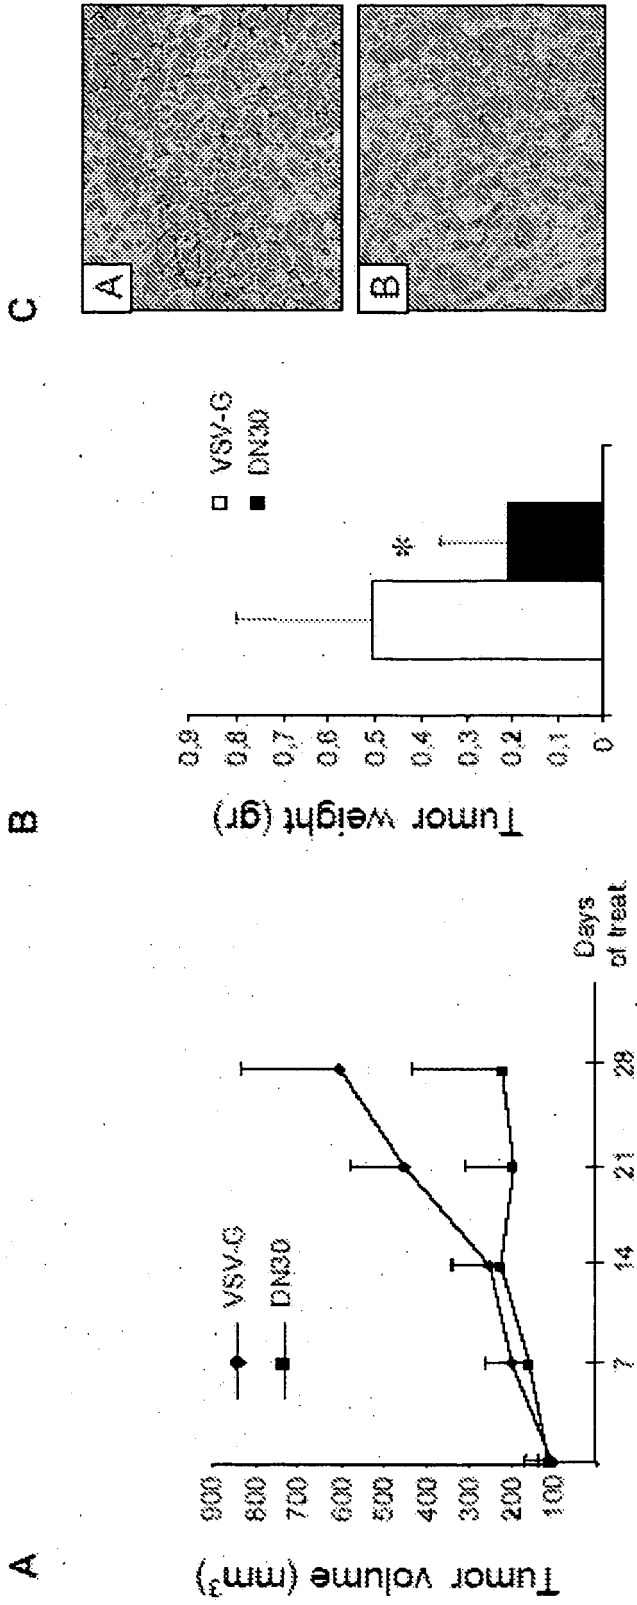 A
Tumor volume (mm³)
900
800
700
600
500
400
300
200
100
VSV-G
DN30
7
14
21
28
Days
of treat.
B
Tumor weight (gr)
0,9
0,8
0,7
0,6
0,5
0,4
0,3
0,2
0,1
0
*
VSV-G
DN30
C
A
B